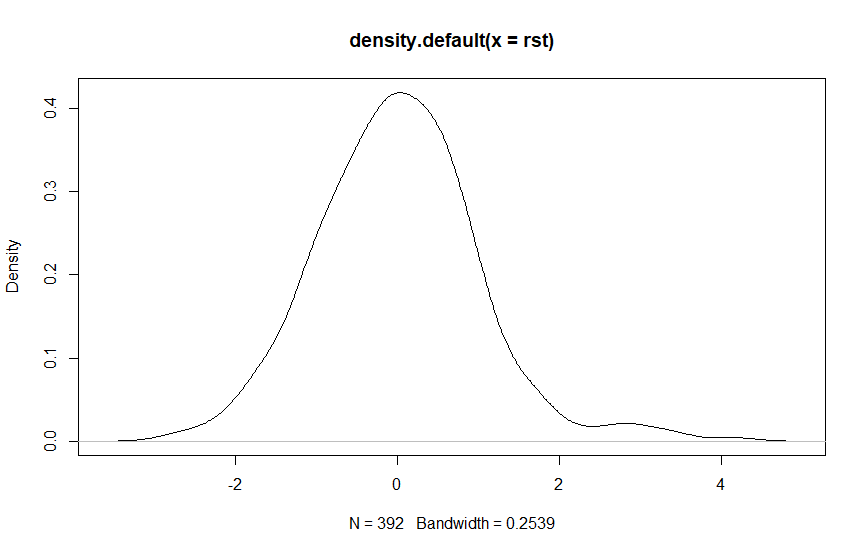 density.default(x = rst)
0.4
0.3
0.2
0.1
0.0
Density
-2 0 2 4
N = 392 Bandwidth = 0.2539